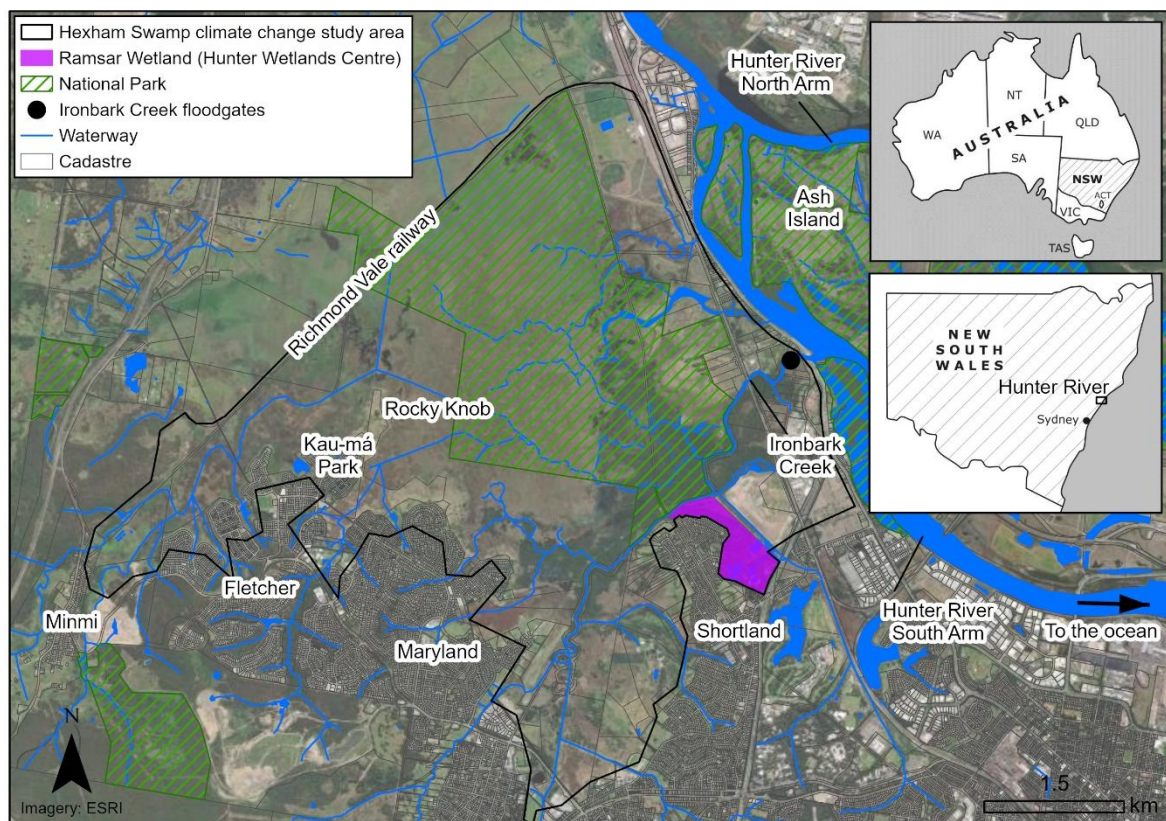 Hexham Swamp climate change study area
Ramsar Wetland (Hunter Wetlands Centre)
National Park
Ironbark Creek floodgates
Waterway
Cadastre
Hunter River
North Arm
Ash
Island
Richmond Vale railway
Rocky Knob
Kau-má
Park
Ironbark
Creek
Fletcher
Minmi
Maryland
Shortland
Hunter River
South Arm
To the ocean
N
Imagery: ESRI
1.5
km
WA
NT
QLD
AUSTRALIA
SA
NSW
ACT
VIC
TAS
NEW
SOUTH
WALES
Hunter River
Sydney